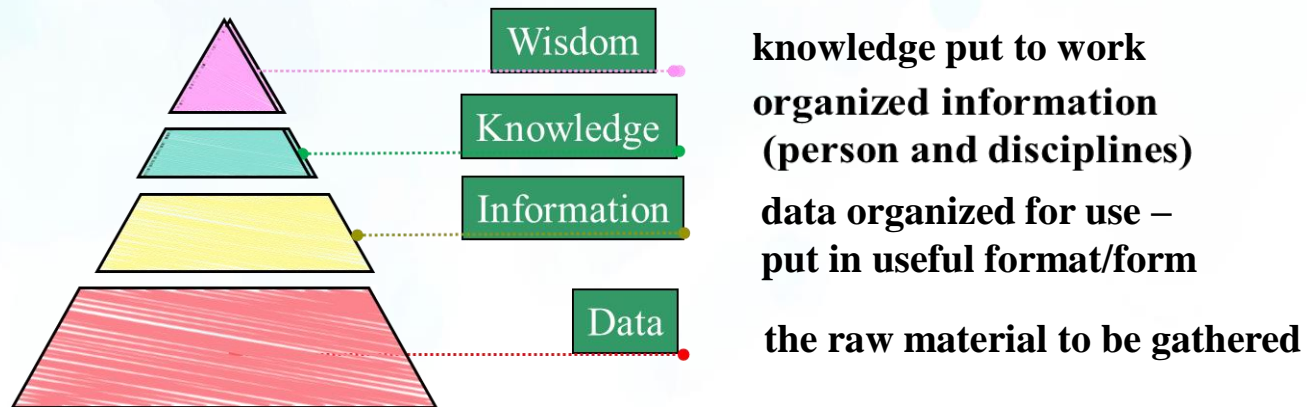 Wisdom
knowledge put to work
Knowledge
organized information
(person and disciplines)
Information
data organized for use –
put in useful format/form
Data
the raw material to be gathered